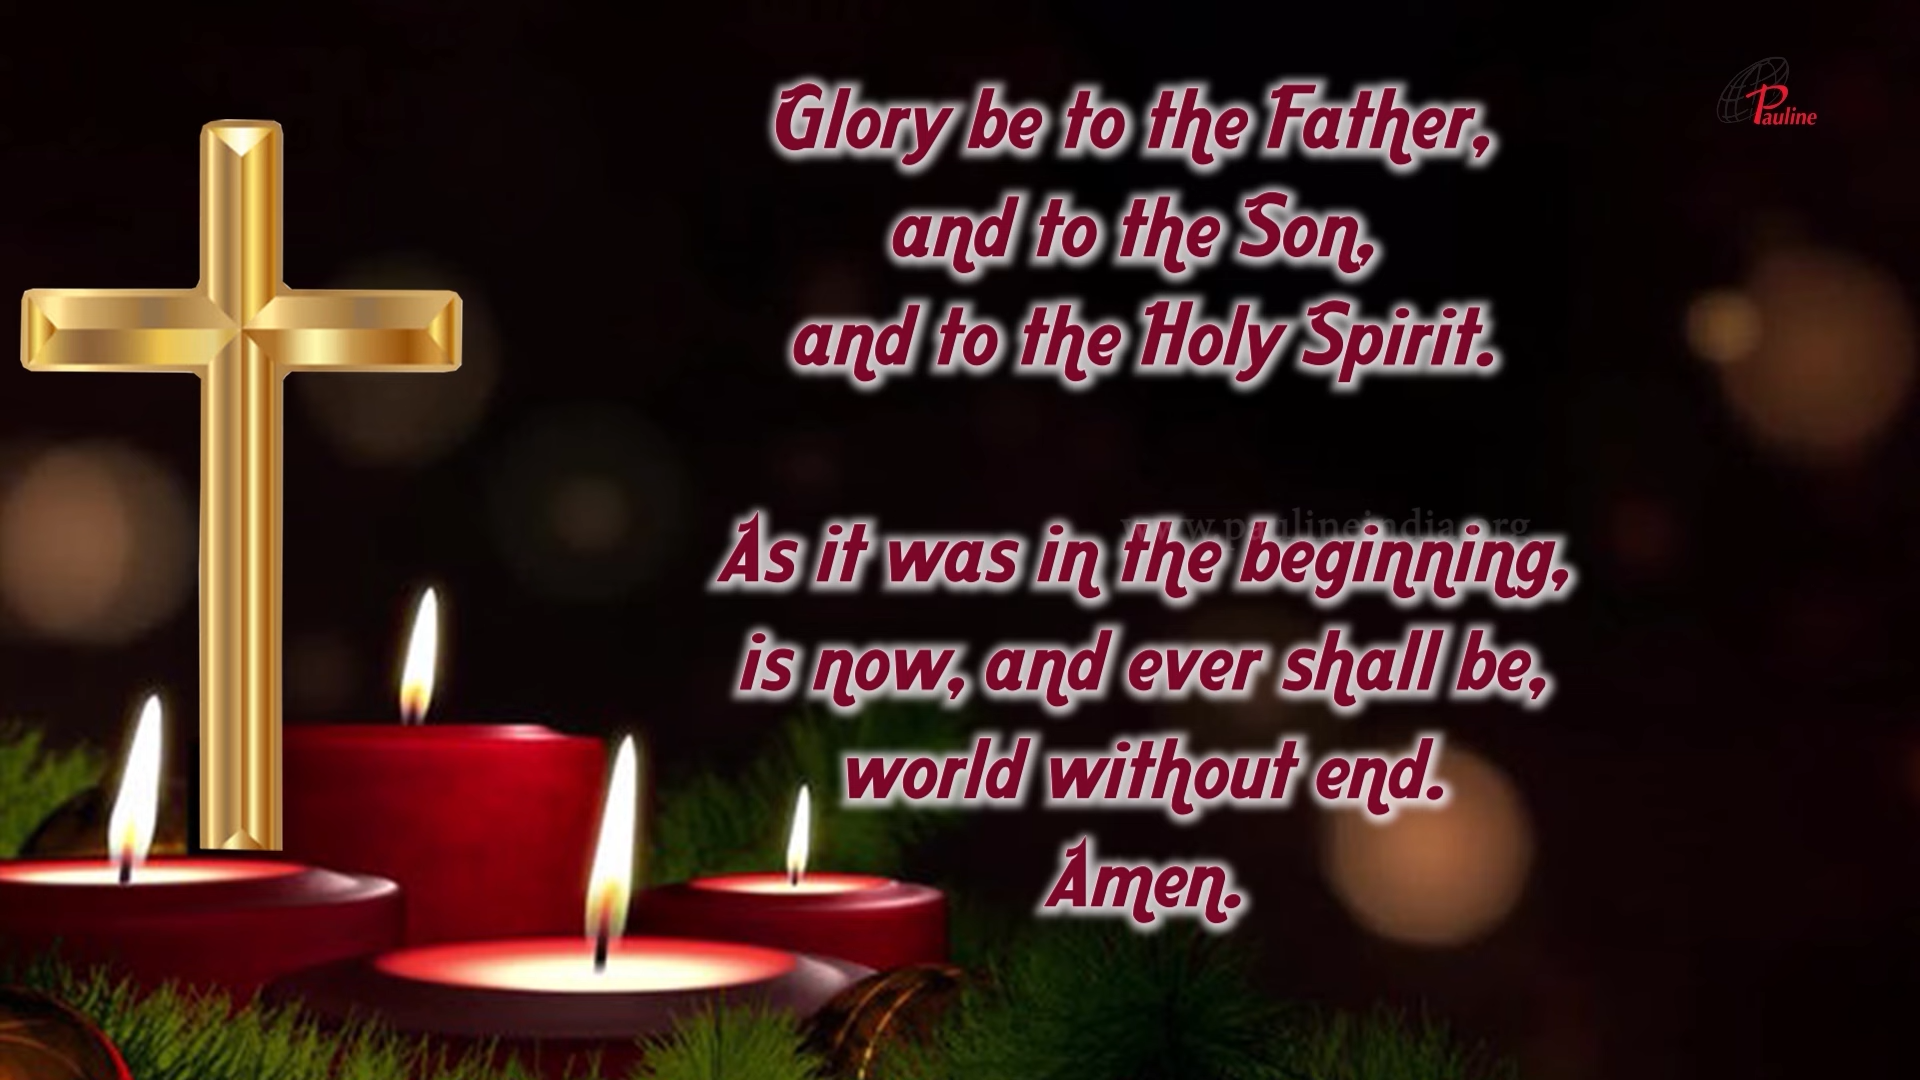 Pauline
Glory be to the Father,
and to the Son,
and to the Holy Spirit.
www.paulineindia.org
As it was in the beginning,
is now, and ever shall be,
world without end.
Amen.